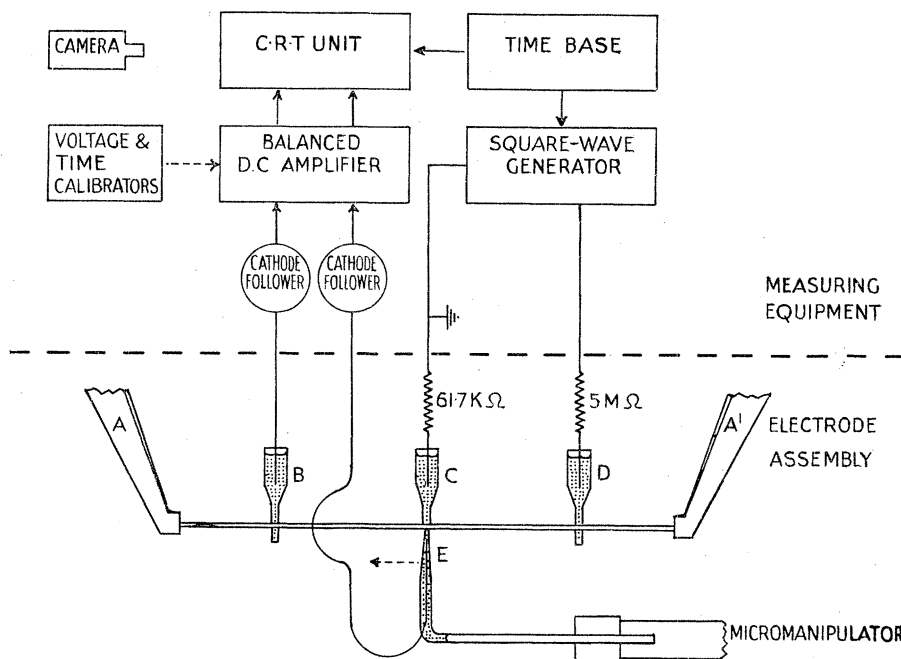 CAMERA
C·R·T UNIT
TIME BASE
VOLTAGE &
TIME
CALIBRATORS
BALANCED
D.C AMPLIFIER
SQUARE-WAVE
GENERATOR
CATHODE
FOLLOWER
CATHODE
FOLLOWER
MEASURING
EQUIPMENT
61·7K Ω
5MΩ
A
A'
ELECTRODE
ASSEMBLY
B
C
D
E
MICROMANIPULATOR